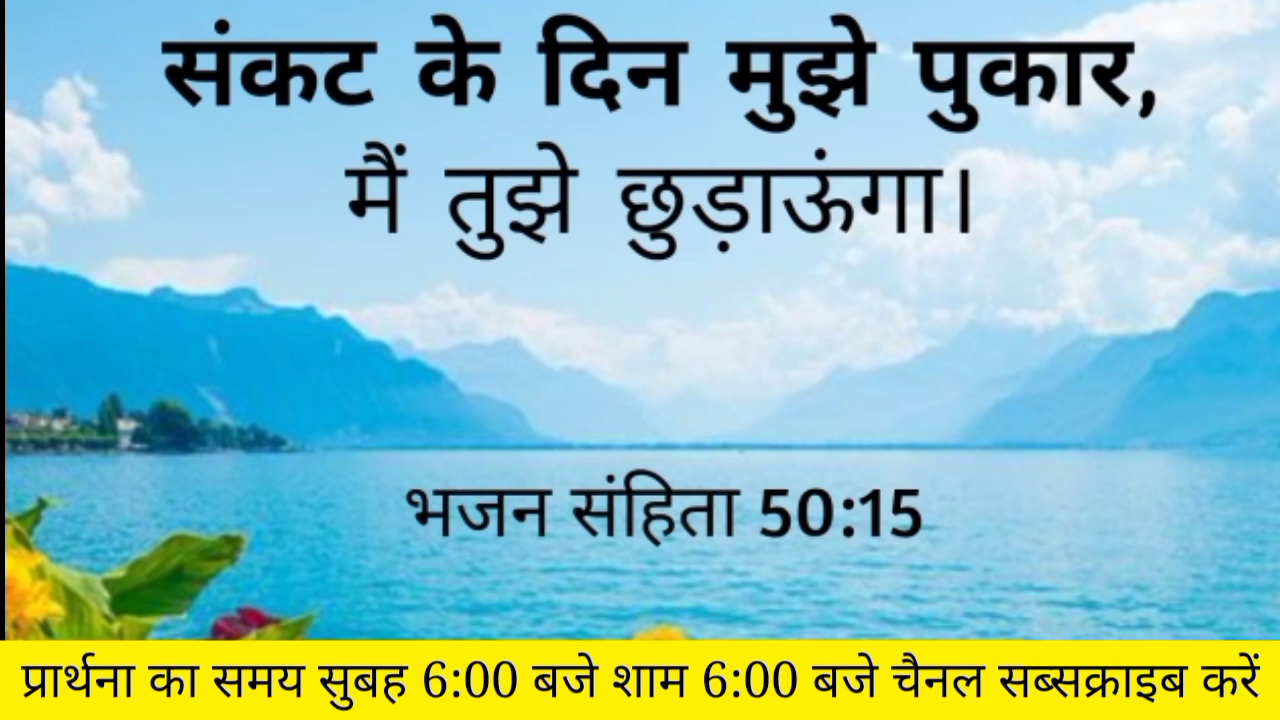 संकट के दिन मुझे पुकार,
मैं तुझे छुड़ाऊंगा।
भजन संहिता 50:15
प्रार्थना का समय सुबह 6:00 बजे शाम 6:00 बजे चैनल सब्सक्राइब करें